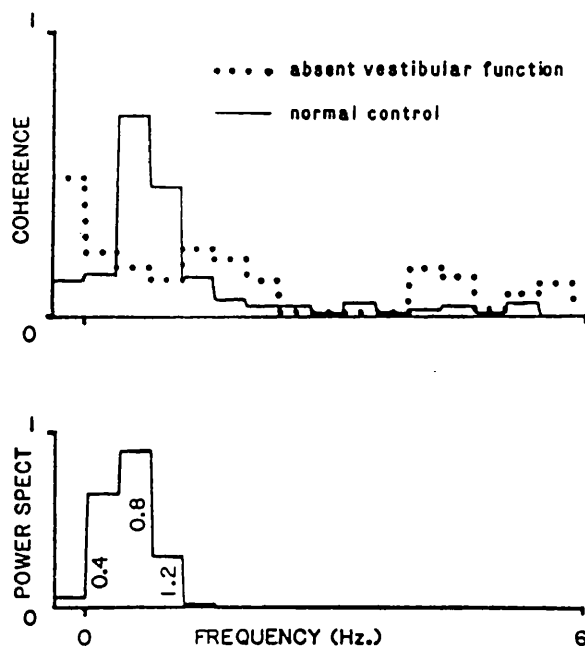 1
absent vestibular function
normal control
COHERENCE
0
1
POWER SPECT
0.4
0.8
1.2
0
0
FREQUENCY (Hz.)
6